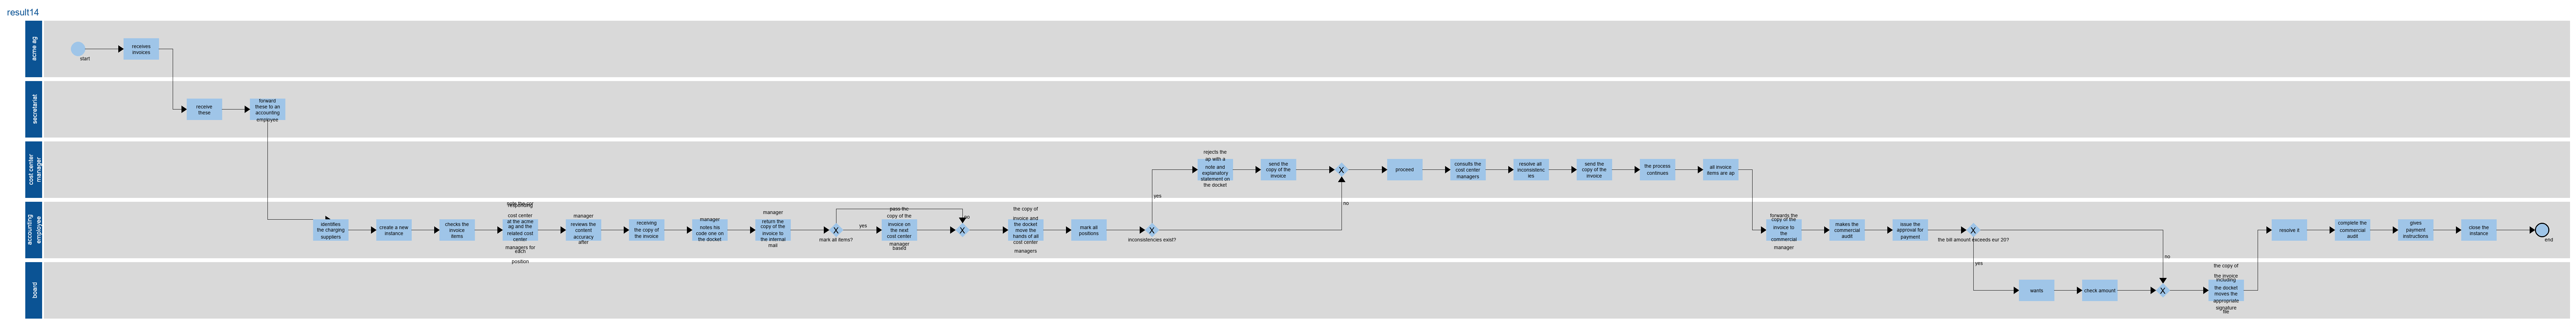 result14
acme ag
receives
invoices
start
secretariat
receive
these
forward
these to an
accounting
employee
cost center
manager
rejects the
ap with a
note and
explanatory
statement on
the docket
send the
copy of the
invoice
X
proceed
consults the
cost center
managers
resolve all
inconsistenc
ies
send the
copy of the
invoice
the process
continues
all invoice
items are ap
yes
no
accounting
employee
identifies
the charging
suppliers
create a new
instance
checks the
invoice
items
note the cor
responding
cost center
at the acme
ag and the
related cost
center
managers for
each
position
manager
reviews the
content
accuracy
after
receiving
the copy of
the invoice
manager
notes his
code one on
the docket
manager
return the
copy of the
invoice to
the internal
mail
X
mark all items?
yes
pass the
copy of the
invoice on
the next
cost center
manager
based
no
X
the copy of
invoice and
the docket
move the
hands of all
cost center
managers
mark all
positions
X
inconsistencies exist?
forwards the
copy of the
invoice to
the
commercial
manager
makes the
commercial
audit
issue the
approval for
payment
X
the bill amount exceeds eur 20?
yes
no
resolve it
complete the
commercial
audit
gives
payment
instructions
close the
instance
end
board
wants
check amount
X
the copy of
the invoice
including
the docket
moves the
appropriate
signature
file